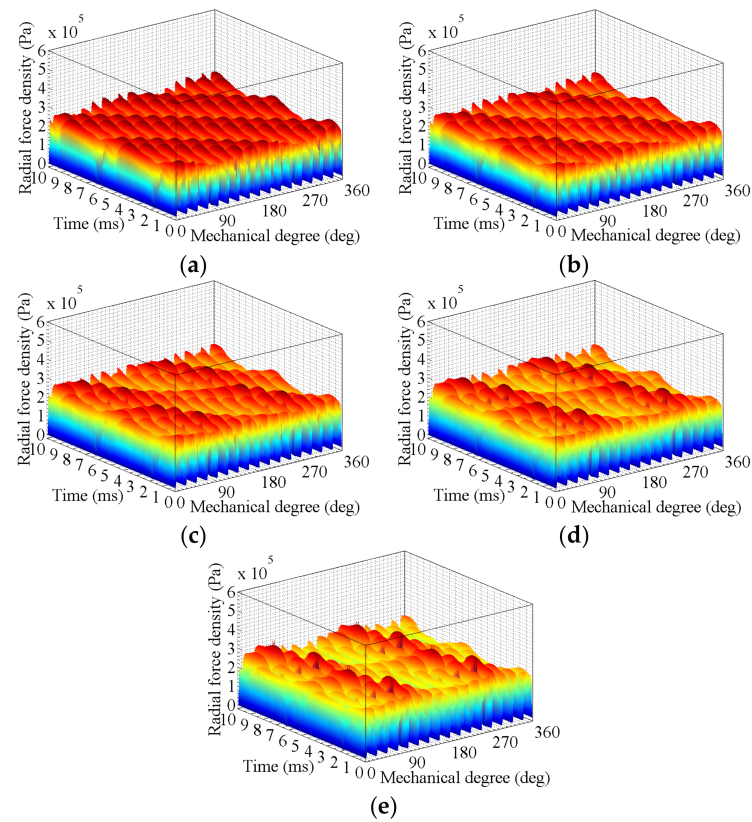 x 10^5
Radial force density (Pa)
6
5
4
3
2
1
0
10 9 8 7 6 5 4 3 2 1 0
Time (ms)
0 90 180 270 360
Mechanical degree (deg)
(a)
x 10^5
Radial force density (Pa)
6
5
4
3
2
1
0
10 9 8 7 6 5 4 3 2 1 0
Time (ms)
0 90 180 270 360
Mechanical degree (deg)
(b)
x 10^5
Radial force density (Pa)
6
5
4
3
2
1
0
10 9 8 7 6 5 4 3 2 1 0
Time (ms)
0 90 180 270 360
Mechanical degree (deg)
(c)
x 10^5
Radial force density (Pa)
6
5
4
3
2
1
0
10 9 8 7 6 5 4 3 2 1 0
Time (ms)
0 90 180 270 360
Mechanical degree (deg)
(d)
x 10^5
Radial force density (Pa)
6
5
4
3
2
1
0
10 9 8 7 6 5 4 3 2 1 0
Time (ms)
0 90 180 270 360
Mechanical degree (deg)
(e)